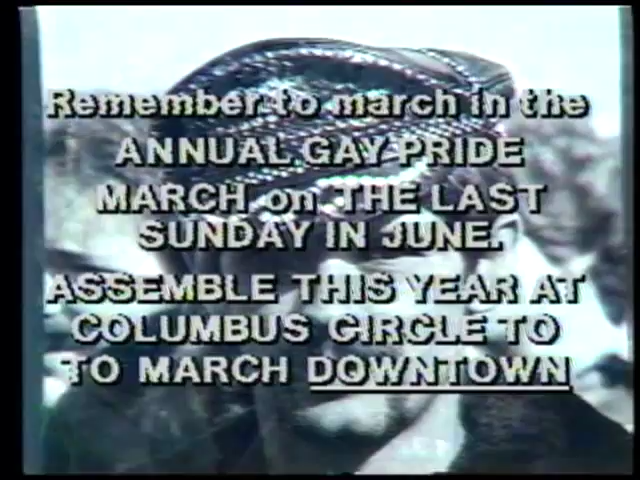 Remember to march in the
ANNUAL GAY PRIDE
MARCH on THE LAST
SUNDAY IN JUNE.
ASSEMBLE THIS YEAR AT
COLUMBUS CIRCLE TO
TO MARCH DOWNTOWN